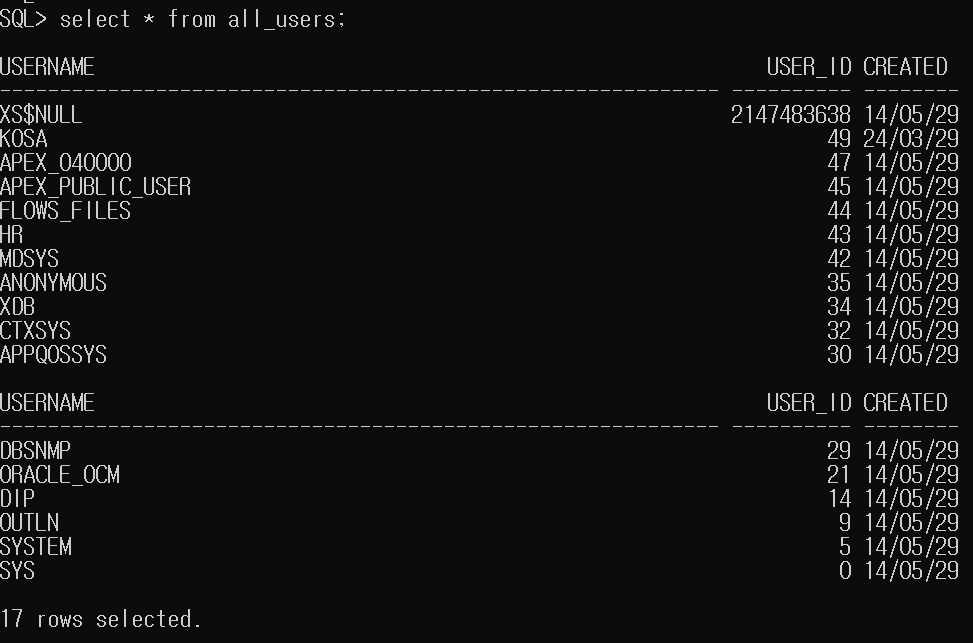 SQL> select * from all_users;
USERNAME USER_ID CREATED
------------------------------------------------------------ ---------- --------
XS$NULL 2147483638 14/05/29
KOSA 49 24/03/29
APEX_040000 47 14/05/29
APEX_PUBLIC_USER 45 14/05/29
FLOWS_FILES 44 14/05/29
HR 43 14/05/29
MDSYS 42 14/05/29
ANONYMOUS 35 14/05/29
XDB 34 14/05/29
CTXSYS 32 14/05/29
APPQOSSYS 30 14/05/29
USERNAME USER_ID CREATED
------------------------------------------------------------ ---------- --------
DBSNMP 29 14/05/29
ORACLE_OCM 21 14/05/29
DIP 14 14/05/29
OUTLN 9 14/05/29
SYSTEM 5 14/05/29
SYS 0 14/05/29
17 rows selected.